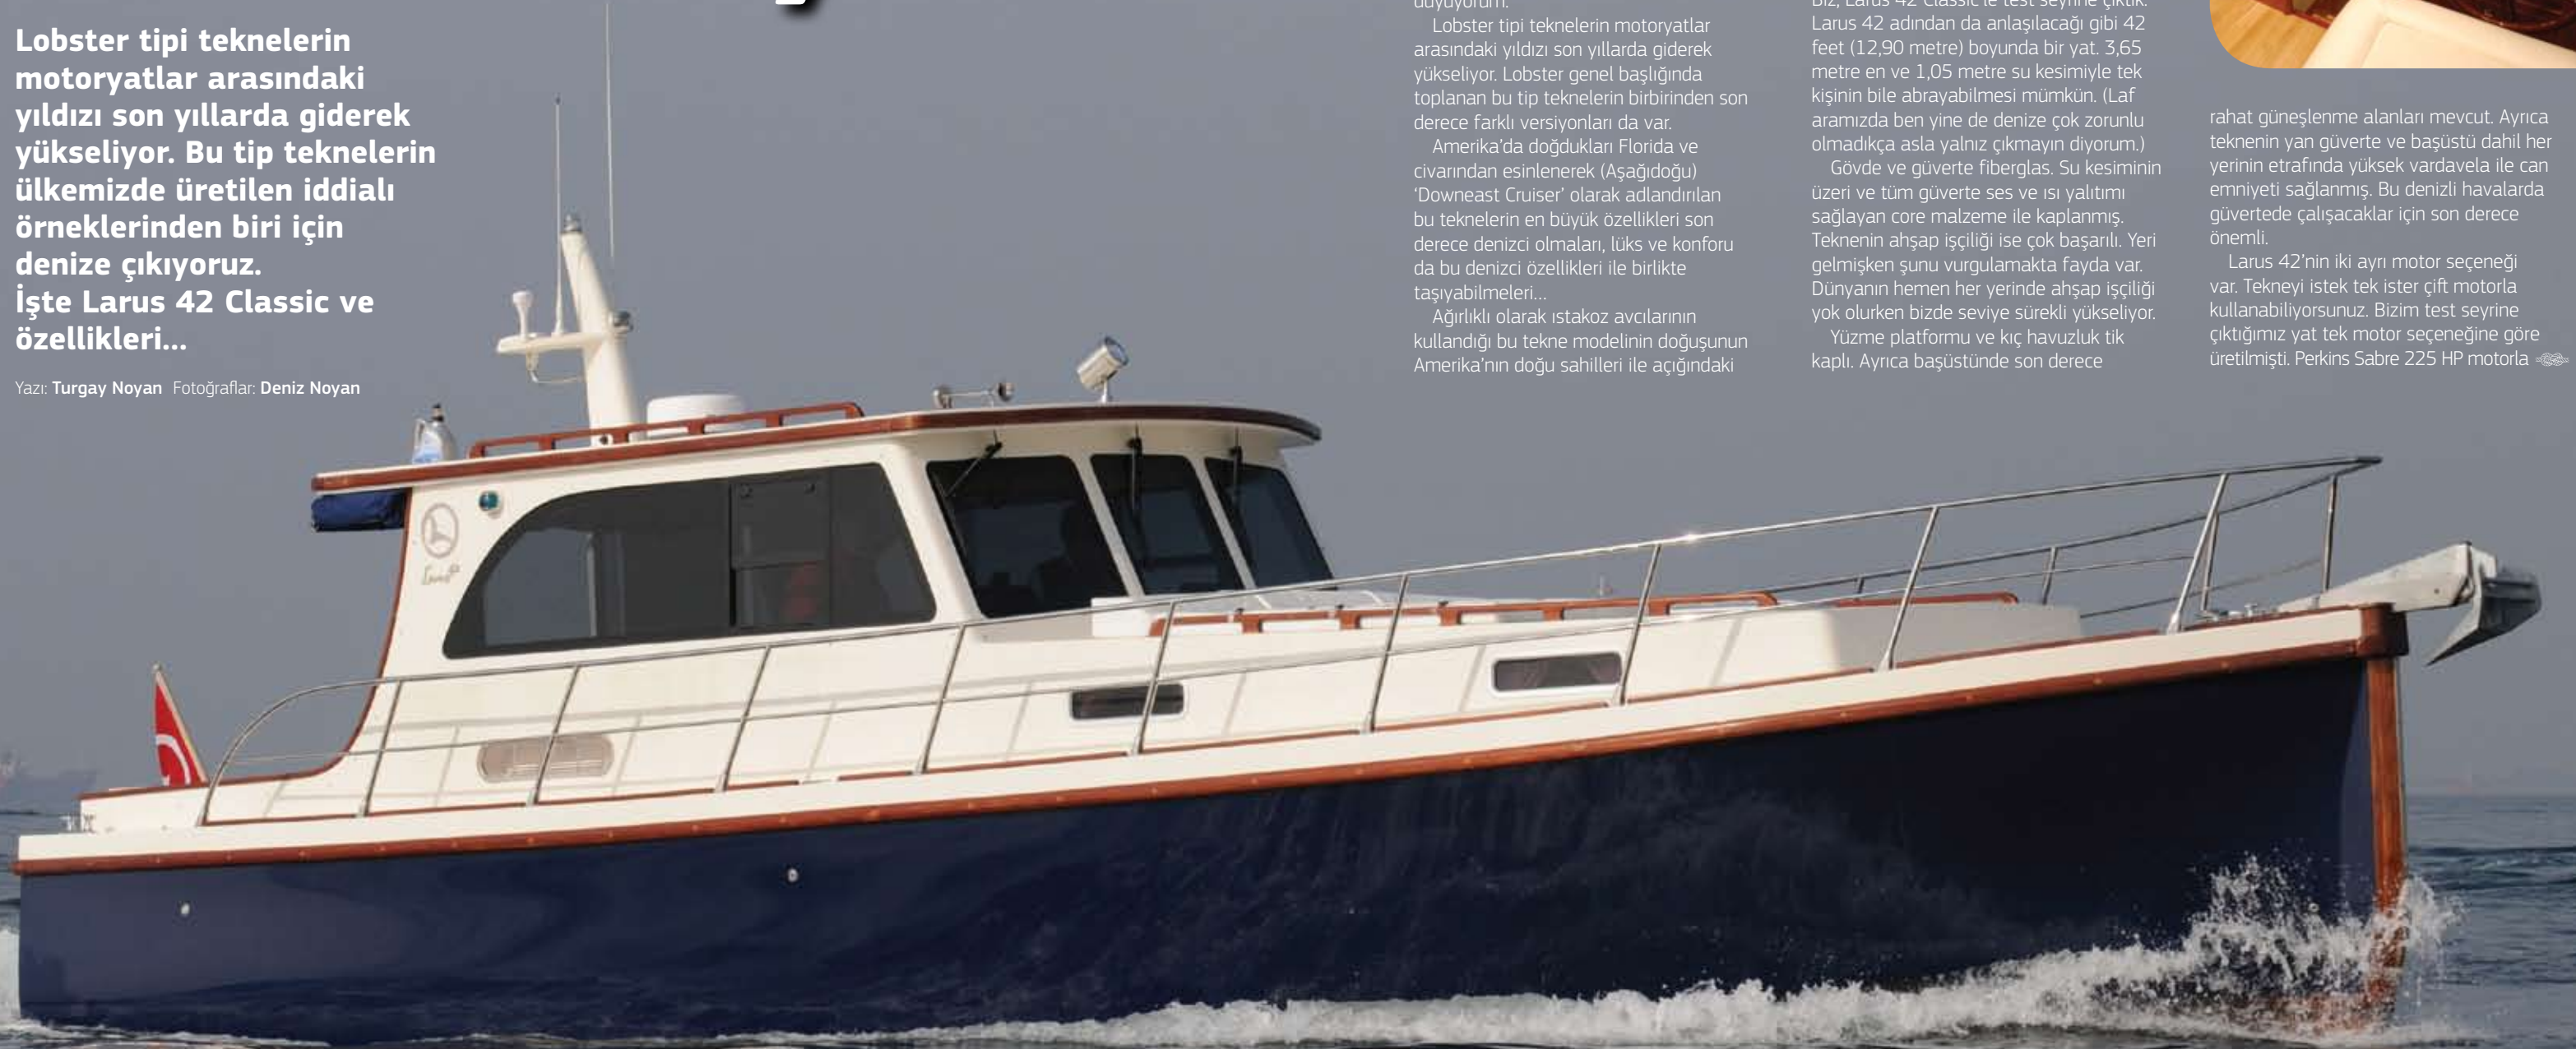 Lobster tipi teknelerin
motoryatlar arasındaki
yıldızı son yıllarda giderek
yükseliyor. Bu tip teknelerin
ülkemizde üretilen iddialı
örneklerinden biri için
denize çıkıyoruz.
İşte Larus 42 Classic ve
özellikleri...
Yazı: Turgay Noyan Fotoğraflar: Deniz Noyan
duyuyorum.
Lobster tipi teknelerin motoryatlar
arasındaki yıldızı son yıllarda giderek
yükseliyor. Lobster genel başlığında
toplanan bu tip teknelerin birbirinden son
derece farklı versiyonları da var.
Amerika'da doğdukları Florida ve
civarından esinlenerek (Aşağıdoğu)
'Downeast Cruiser' olarak adlandırılan
bu teknelerin en büyük özellikleri son
derece denizci olmaları, lüks ve konforu
da bu denizci özellikleri ile birlikte
taşıyabilmeleri...
Ağırlıklı olarak ıstakoz avcılarının
kullandığı bu tekne modelinin doğuşunun
Amerika'nın doğu sahilleri ile açığındaki
Biz, Larus 42 Classic'le test seyrine çıktık.
Larus 42 adından da anlaşılacağı gibi 42
feet (12,90 metre) boyunda bir yat. 3,65
metre en ve 1,05 metre su kesimiyle tek
kişinin bile abrayabilmesi mümkün. (Laf
aramızda ben yine de denize çok zorunlu
olmadıkça asla yalnız çıkmayın diyorum.)
Gövde ve güverte fiberglas. Su kesiminin
üzeri ve tüm güverte ses ve ısı yalıtımı
sağlayan core malzeme ile kaplanmış.
Teknenin ahşap işçiliği ise çok başarılı. Yeri
gelmişken şunu vurgulamakta fayda var.
Dünyanın hemen her yerinde ahşap işçiliği
yok olurken bizde seviye sürekli yükseliyor.
Yüzme platformu ve kıç havuzluk tik
kaplı. Ayrıca başüstünde son derece
rahat güneşlenme alanları mevcut. Ayrıca
teknenin yan güverte ve başüstü dahil her
yerinin etrafında yüksek vardavela ile can
emniyeti sağlanmış. Bu denizli havalarda
güvertede çalışacaklar için son derece
önemli.
Larus 42'nin iki ayrı motor seçeneği
var. Tekneyi istek tek ister çift motorla
kullanabiliyorsunuz. Bizim test seyrine
çıktığımız yat tek motor seçeneğine göre
üretilmişti. Perkins Sabre 225 HP motorla